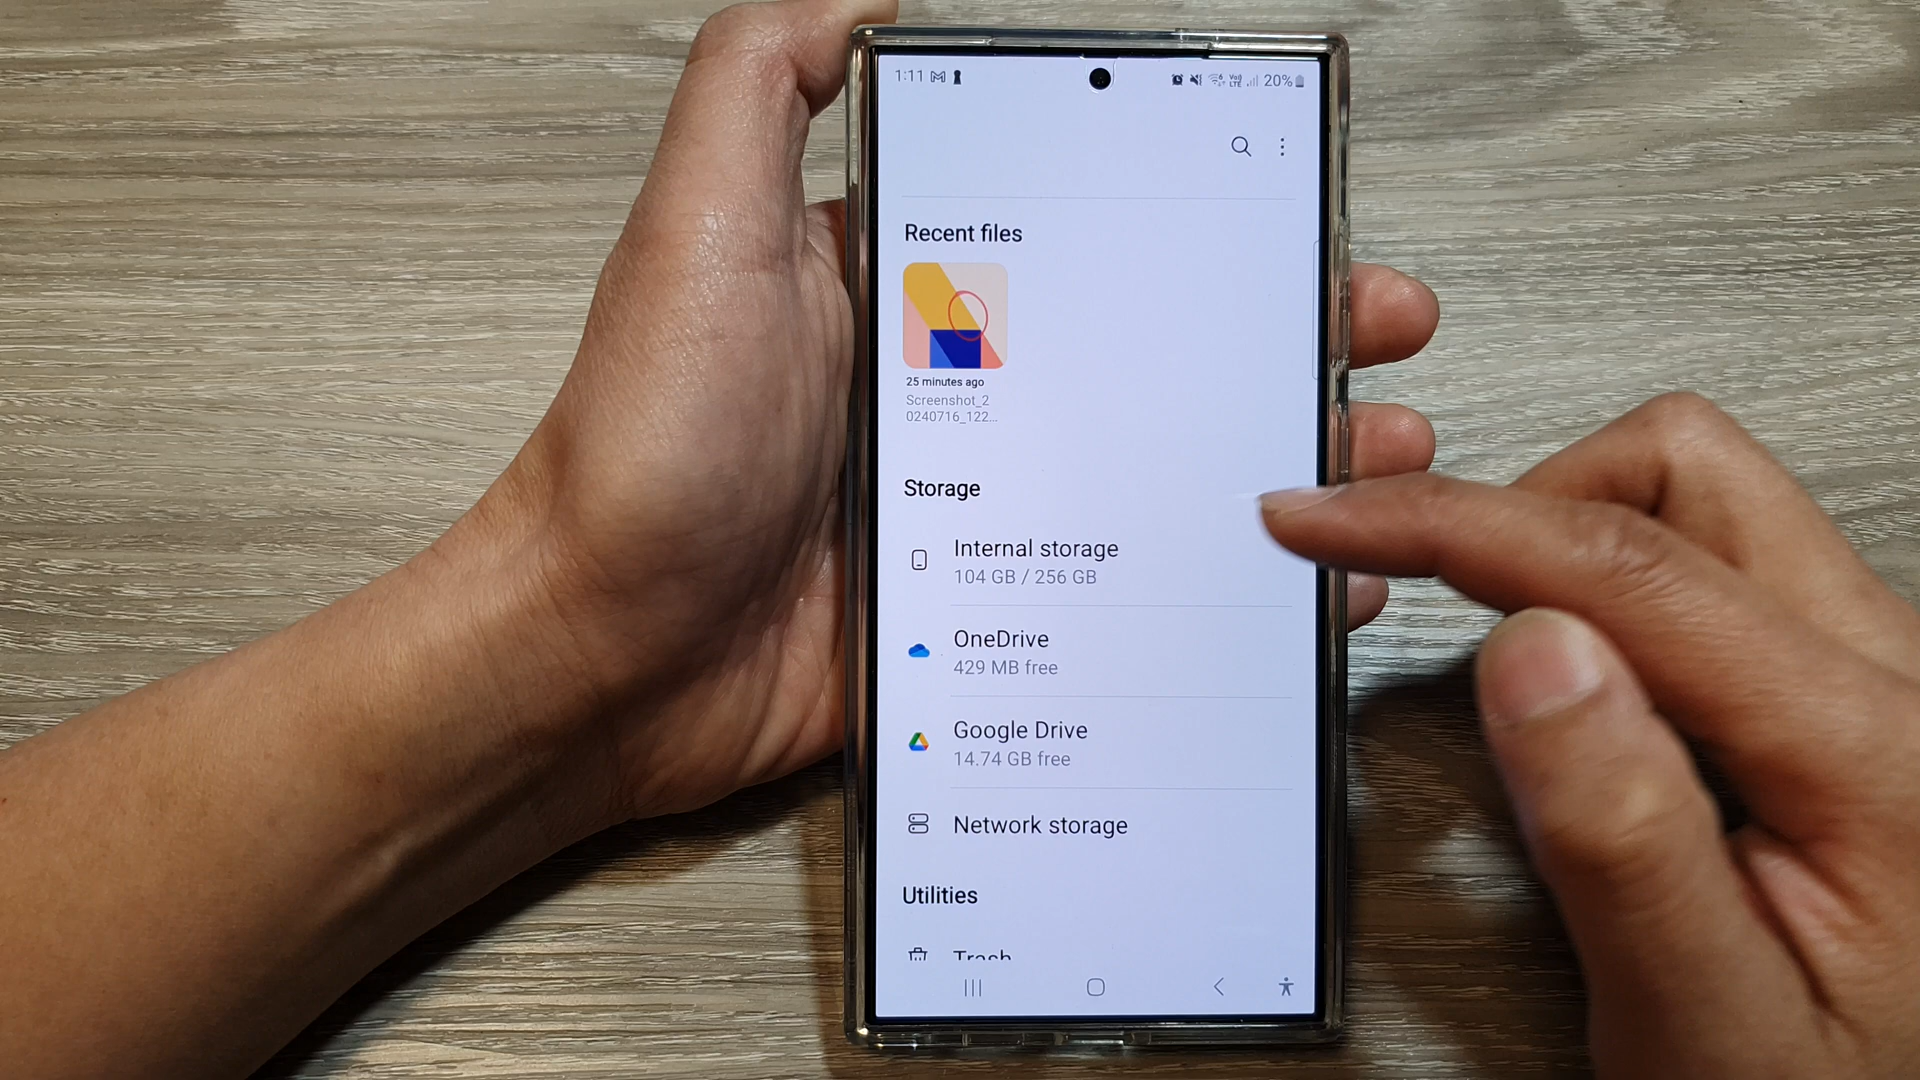 1:11 20%
Recent files
25 minutes ago
Screenshot_2
0240716_122...
Storage
Internal storage
104 GB / 256 GB
OneDrive
429 MB free
Google Drive
14.74 GB free
Network storage
Utilities
Trash